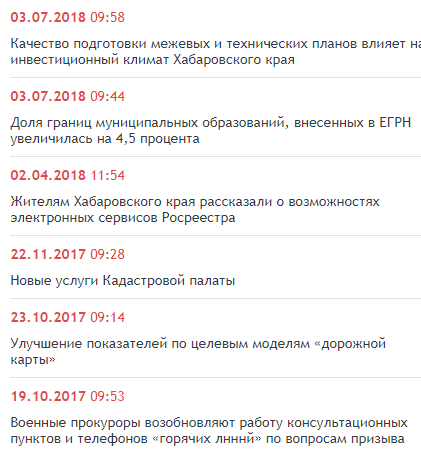 03.07.2018 09:58
Качество подготовки межевых и технических планов влияет на
инвестиционный климат Хабаровского края
03.07.2018 09:44
Доля границ муниципальных образований, внесенных в ЕГРН
увеличилась на 4,5 процента
02.04.2018 11:54
Жителям Хабаровского края рассказали о возможностях
электронных сервисов Росреестра
22.11.2017 09:28
Новые услуги Кадастровой палаты
23.10.2017 09:14
Улучшение показателей по целевым моделям «дорожной
карты»
19.10.2017 09:53
Военные прокуроры возобновляют работу консультационных
пунктов и телефонов «горячих лнннй» по вопросам призыва